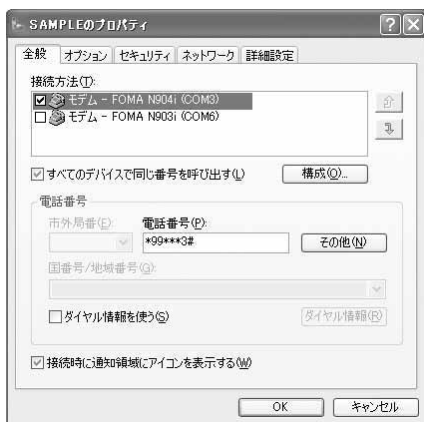 SAMPLEのプロパティ
全般 オプション セキュリティ ネットワーク 詳細設定
接続方法(T):
モデム - FOMA N904i (COM3)
モデム - FOMA N903i (COM6)
すべてのデバイスで同じ番号を呼び出す(L) 構成(O)...
電話番号
市外局番(E): 電話番号(P):
*99***3# その他(N)
国番号/地域番号(G):
ダイヤル情報を使う(S) ダイヤル情報(R)
接続時に通知領域にアイコンを表示する(W)
OK キャンセル